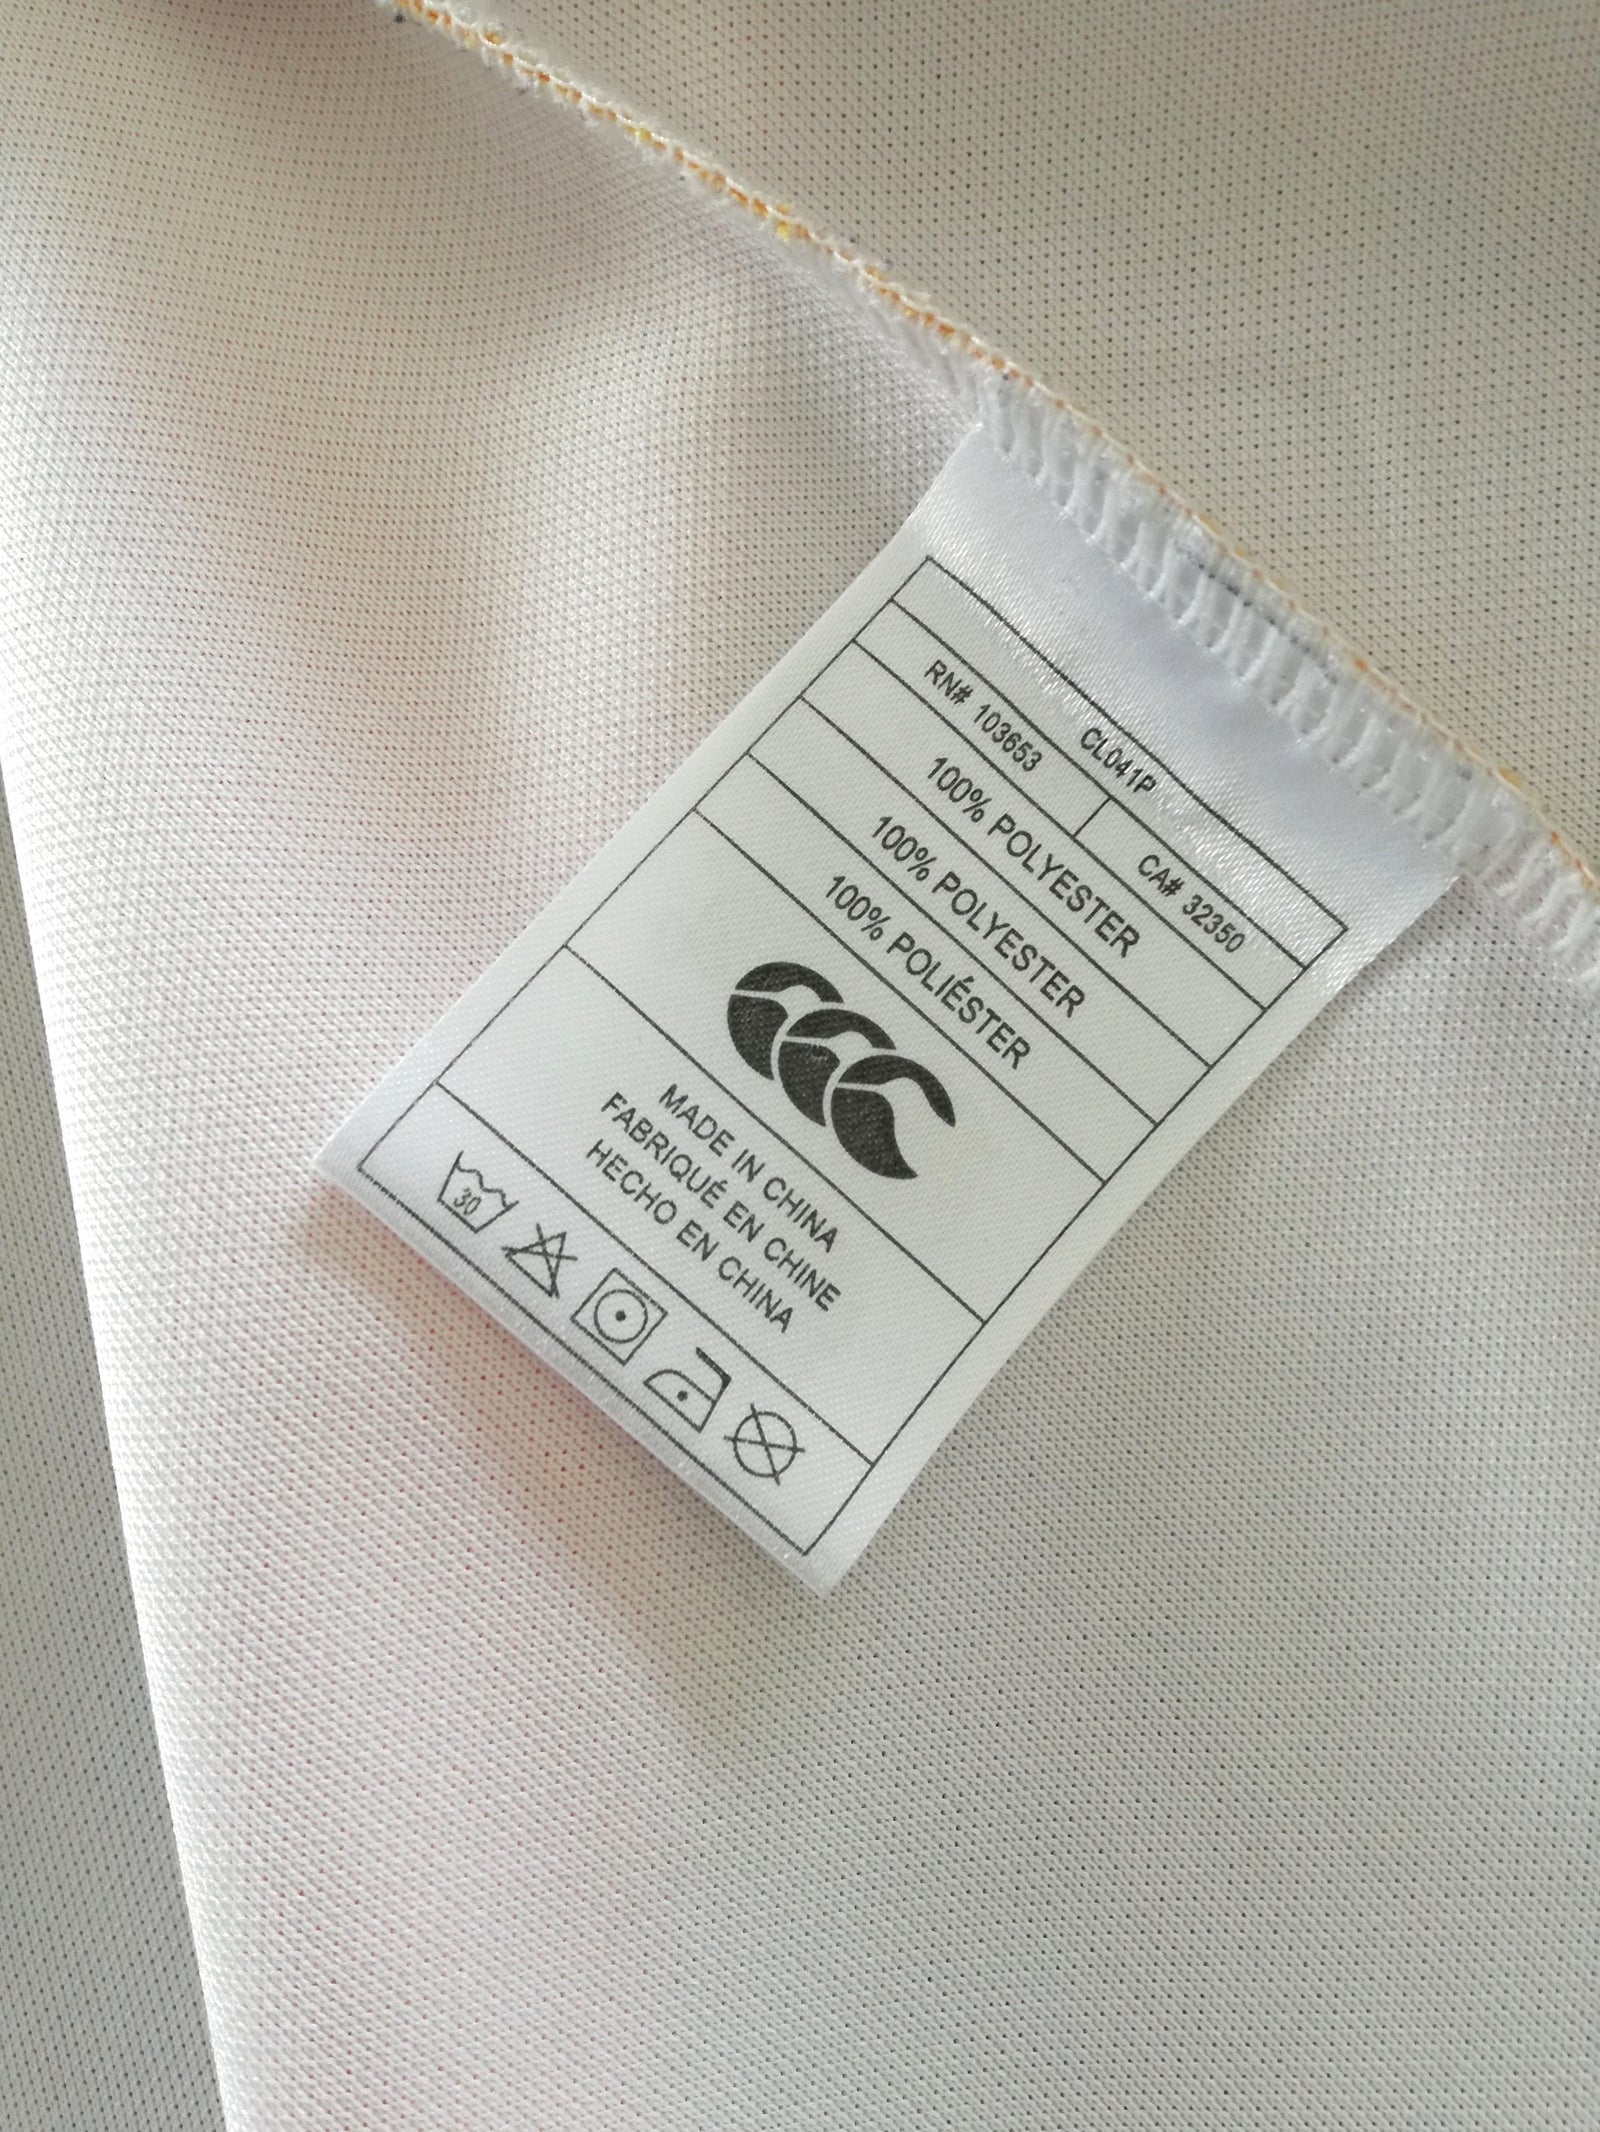 CL041P
RN# 103653 CA# 32350
100% POLYESTER
100% POLYESTER
100% POLIÉSTER
MADE IN CHINA
FABRIQUÉ EN CHINE
HECHO EN CHINA
30